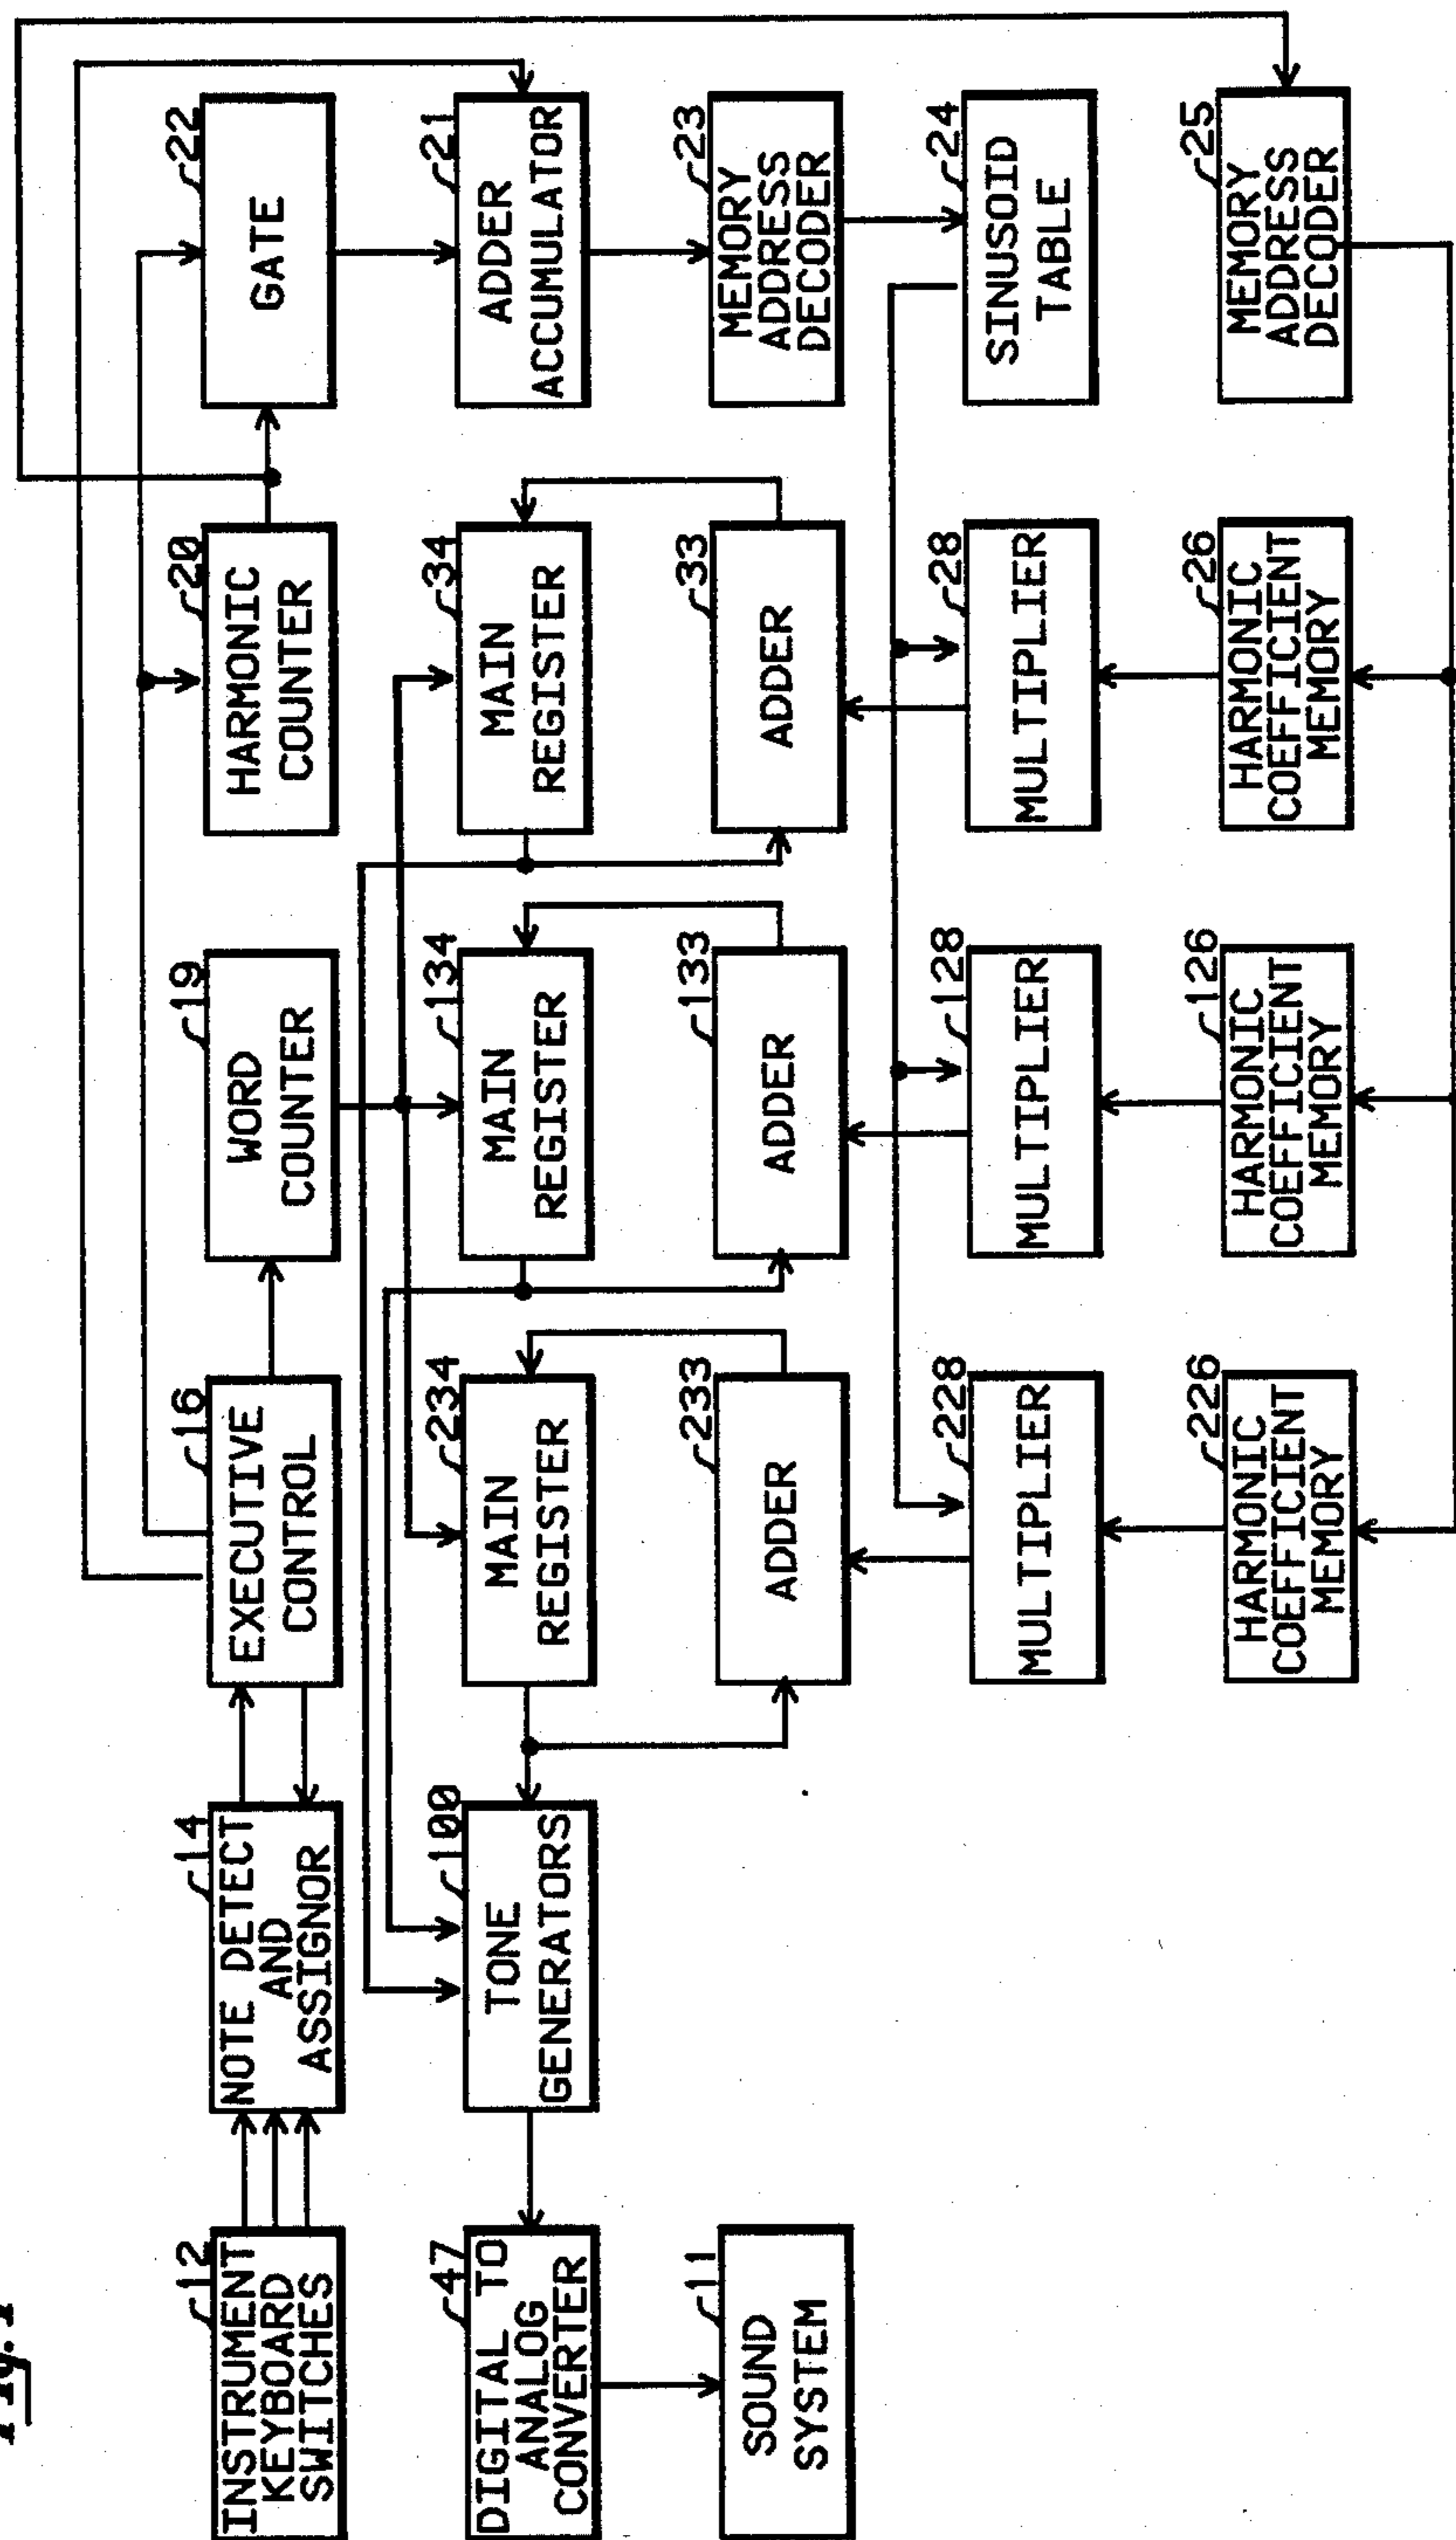 Fig. 1
12
INSTRUMENT
KEYBOARD
SWITCHES
14
NOTE DETECT
AND
ASSIGNOR
16
EXECUTIVE
CONTROL
19
WORD
COUNTER
20
HARMONIC
COUNTER
22
GATE
47
DIGITAL TO
ANALOG
CONVERTER
100
TONE
GENERATORS
234
MAIN
REGISTER
134
MAIN
REGISTER
34
MAIN
REGISTER
21
ADDER
ACCUMULATOR
11
SOUND
SYSTEM
233
ADDER
133
ADDER
33
ADDER
23
MEMORY
ADDRESS
DECODER
228
MULTIPLIER
128
MULTIPLIER
28
MULTIPLIER
24
SINUSOID
TABLE
226
HARMONIC
COEFFICIENT
MEMORY
126
HARMONIC
COEFFICIENT
MEMORY
26
HARMONIC
COEFFICIENT
MEMORY
25
MEMORY
ADDRESS
DECODER